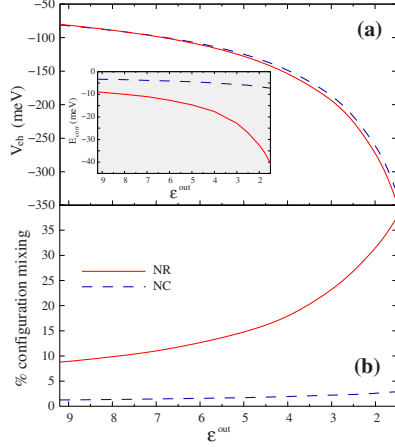 -50
-100
-150
-200
-250
-300
-350
V_eh (meV)
(a)
0
-10
-20
-30
-40
E_corr (meV)
9 8 7 6 5 4 3 2
ε^out
35
30
25
20
15
10
5
0
% configuration mixing
NR
NC
(b)
9 8 7 6 5 4 3 2
ε^out